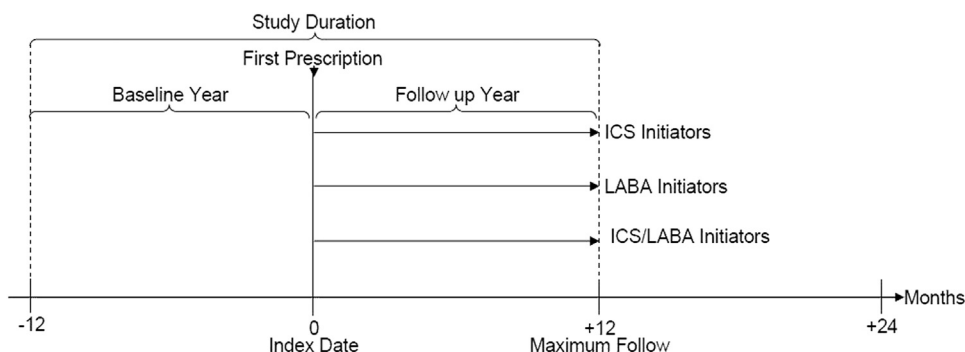 Study Duration
First Prescription
Baseline Year
Follow up Year
ICS Initiators
LABA Initiators
ICS/LABA Initiators
Months
-12
0
+12
+24
Index Date
Maximum Follow